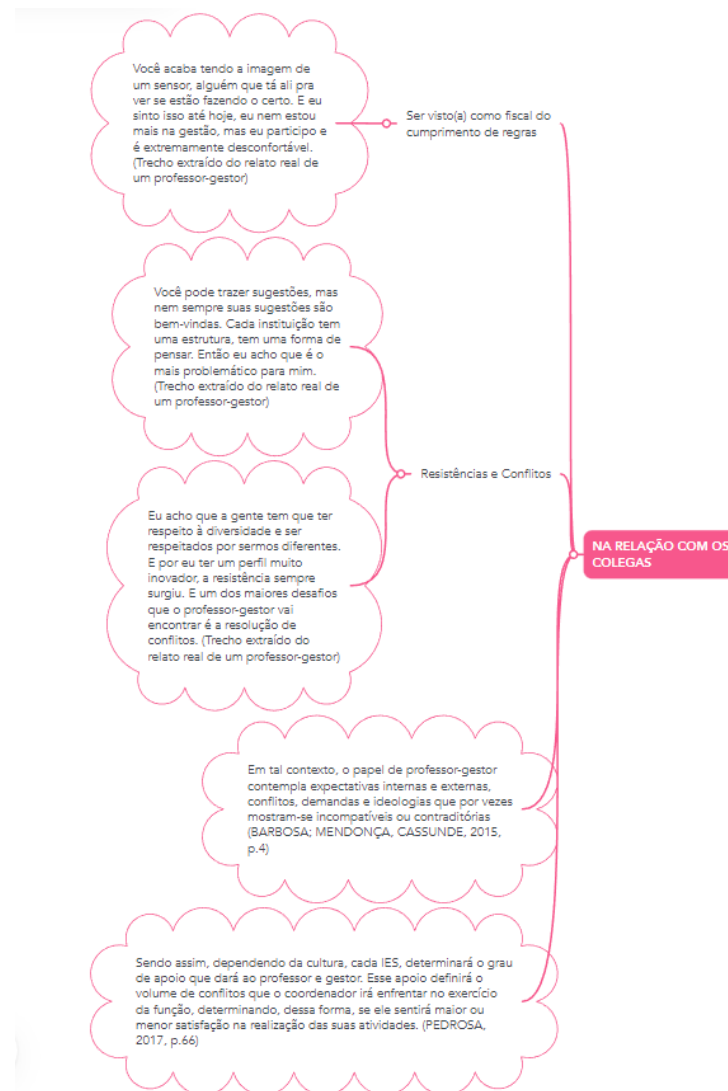 Você acaba tendo a imagem de
um sensor, alguém que tá ali pra
ver se estão fazendo o certo. E eu
sinto isso até hoje, eu nem estou
mais na gestão, mas eu participo e
é extremamente desconfortável.
(Trecho extraído do relato real de
um professor-gestor)
Ser visto(a) como fiscal do
cumprimento de regras
Você pode trazer sugestões, mas
nem sempre suas sugestões são
bem-vindas. Cada instituição tem
uma estrutura, tem uma forma de
pensar. Então eu acho que é o
mais problemático para mim.
(Trecho extraído do relato real de
um professor-gestor)
Resistências e Conflitos
Eu acho que a gente tem que ter
respeito à diversidade e ser
respeitados por sermos diferentes.
E por eu ter um perfil muito
inovador, a resistência sempre
surgiu. E um dos maiores desafios
que o professor-gestor vai
encontrar é a resolução de
conflitos. (Trecho extraído do
relato real de um professor-gestor)
NA RELAÇÃO COM OS
COLEGAS
Em tal contexto, o papel de professor-gestor
contempla expectativas internas e externas,
conflitos, demandas e ideologias que por vezes
mostram-se incompatíveis ou contraditórias
(BARBOSA; MENDONÇA, CASSUNDE, 2015,
p.4)
Sendo assim, dependendo da cultura, cada IES, determinará o grau
de apoio que dará ao professor e gestor. Esse apoio definirá o
volume de conflitos que o coordenador irá enfrentar no exercício
da função, determinando, dessa forma, se ele sentirá maior ou
menor satisfação na realização das suas atividades. (PEDROSA,
2017, p.66)